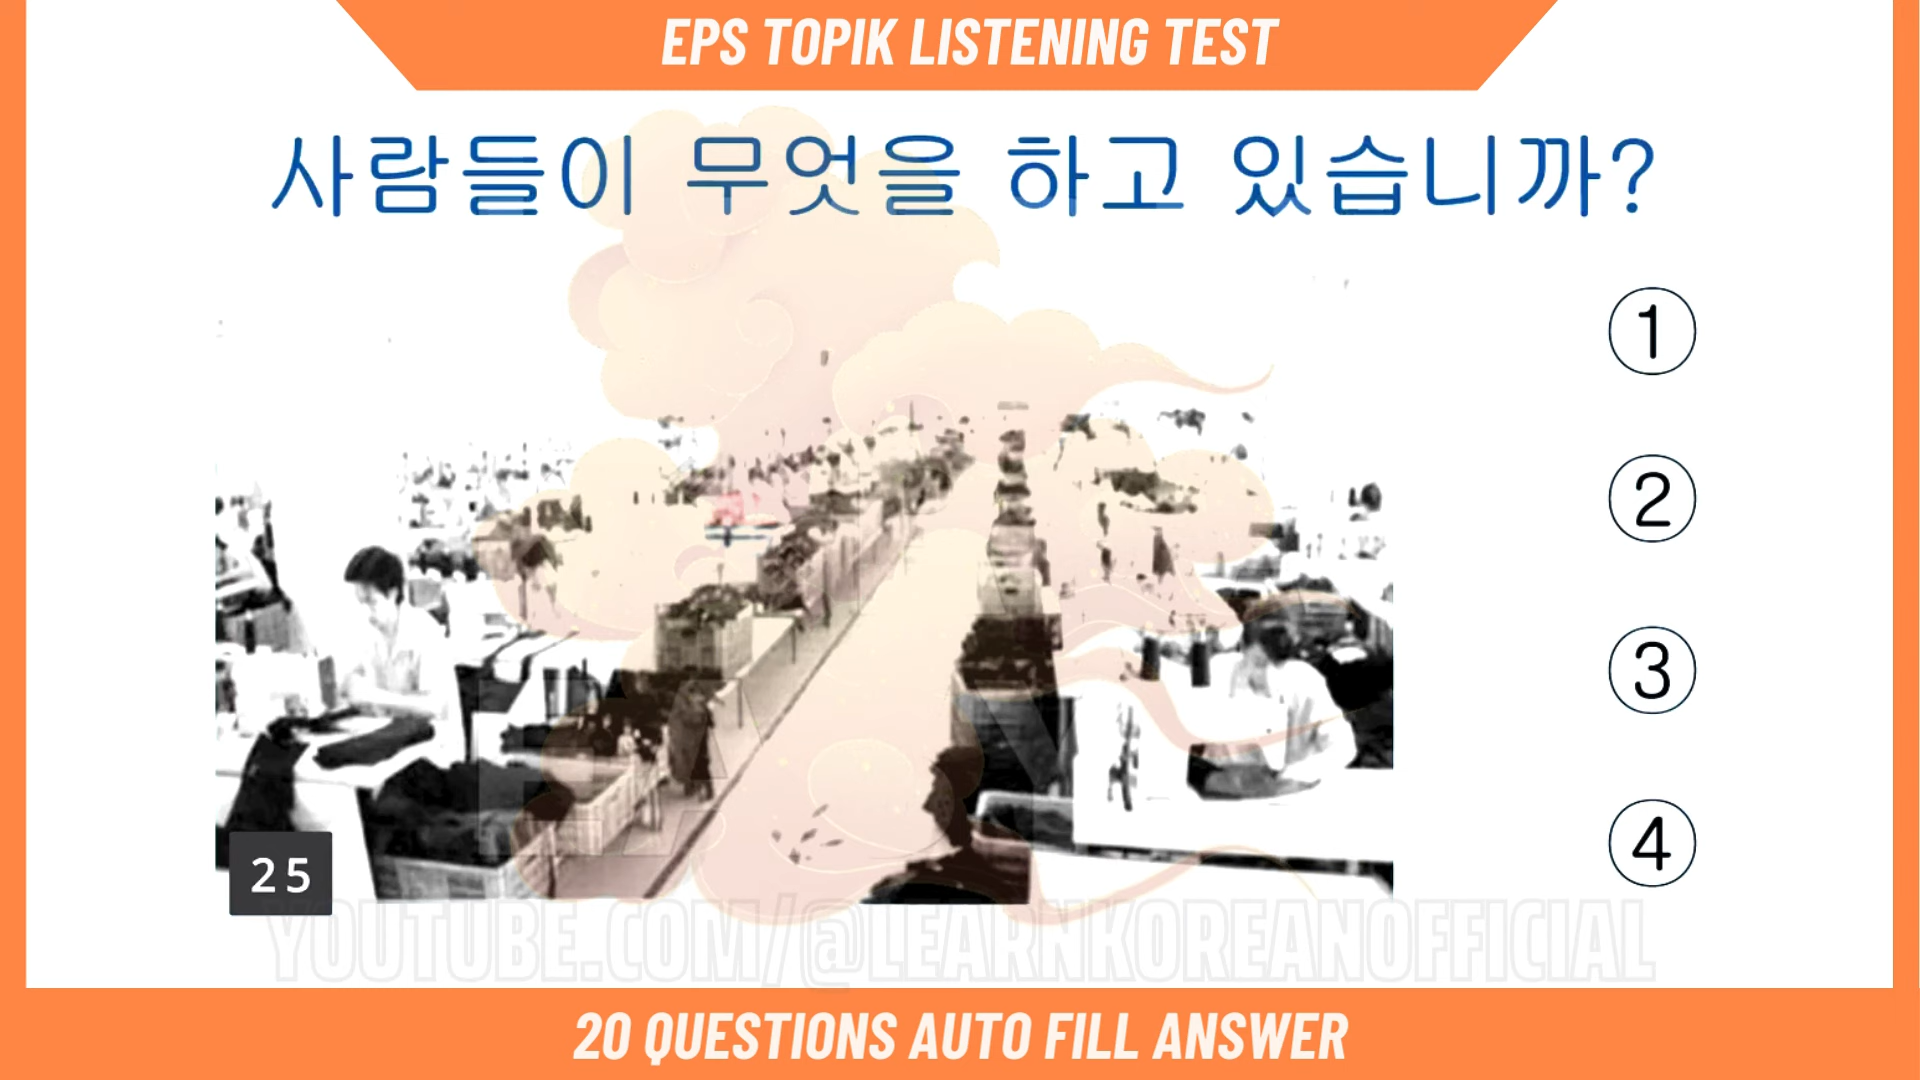 EPS TOPIK LISTENING TEST
사람들이 무엇을 하고 있습니까?
①
②
③
④
25
YOUTUBE.COM/@LEARNKOREANOFFICIAL
20 QUESTIONS AUTO FILL ANSWER